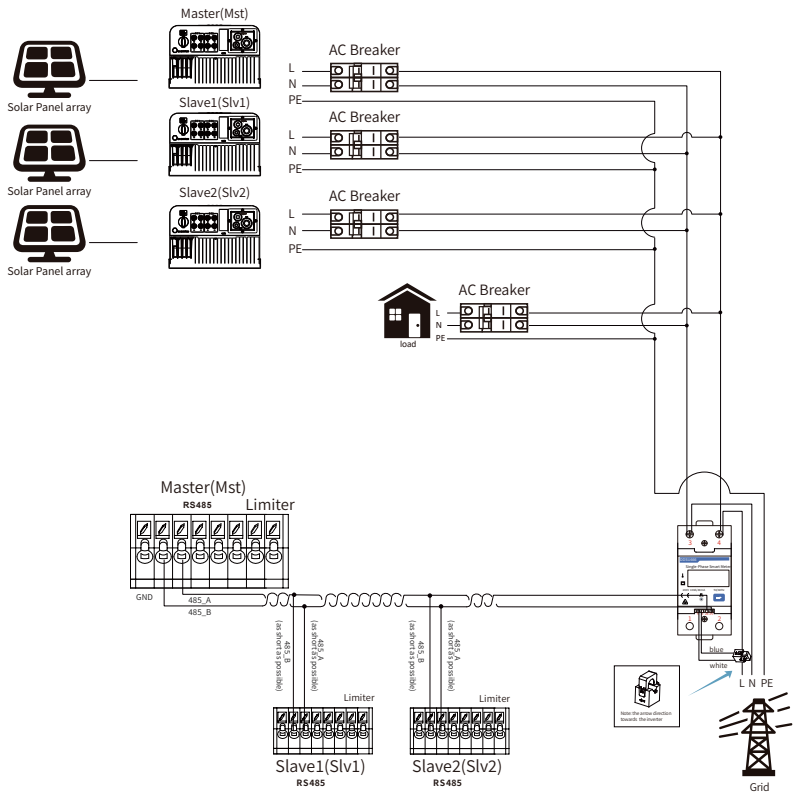 Master(Mst)
Solar Panel array
L
N
PE
AC Breaker
Slave1(Slv1)
Solar Panel array
L
N
PE
AC Breaker
Slave2(Slv2)
Solar Panel array
L
N
PE
AC Breaker
AC Breaker
L
N
PE
load
Master(Mst)
RS485
Limiter
GND
485_A
485_B
485_B
(as short as possible)
485_A
(as short as possible)
485_B
(as short as possible)
485_A
(as short as possible)
Limiter
Slave1(Slv1)
RS485
Limiter
Slave2(Slv2)
RS485
3
4
Single-Phase Smart Meter
1
2
blue
white
L N PE
Note: the arrow direction
towards the inverter
Grid